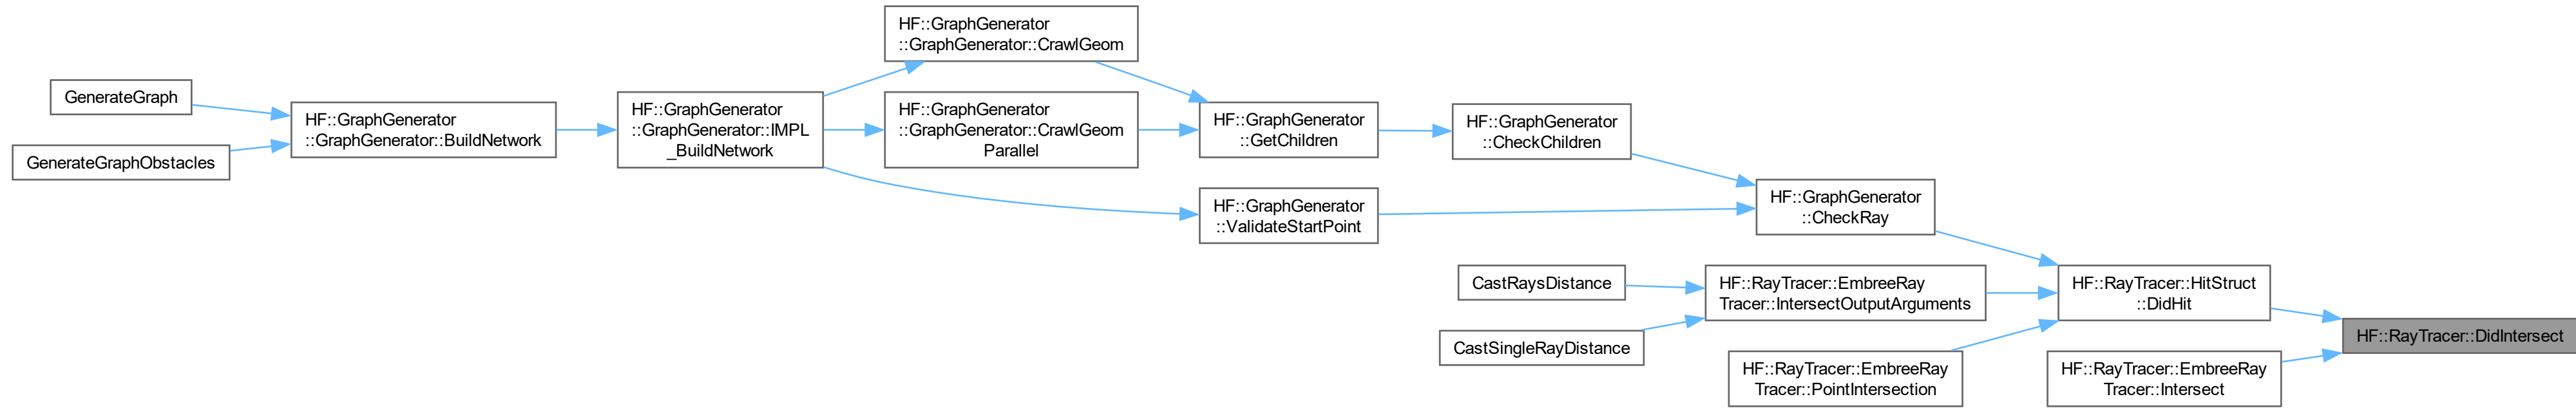 GenerateGraph
GenerateGraphObstacles
HF::GraphGenerator
::GraphGenerator::BuildNetwork
HF::GraphGenerator
::GraphGenerator::IMPL
_BuildNetwork
HF::GraphGenerator
::GraphGenerator::CrawlGeom
HF::GraphGenerator
::GraphGenerator::CrawlGeom
Parallel
HF::GraphGenerator
::GetChildren
HF::GraphGenerator
::ValidateStartPoint
HF::GraphGenerator
::CheckChildren
HF::GraphGenerator
::CheckRay
CastRaysDistance
CastSingleRayDistance
HF::RayTracer::EmbreeRay
Tracer::IntersectOutputArguments
HF::RayTracer::EmbreeRay
Tracer::PointIntersection
HF::RayTracer::HitStruct
::DidHit
HF::RayTracer::EmbreeRay
Tracer::Intersect
HF::RayTracer::DidIntersect